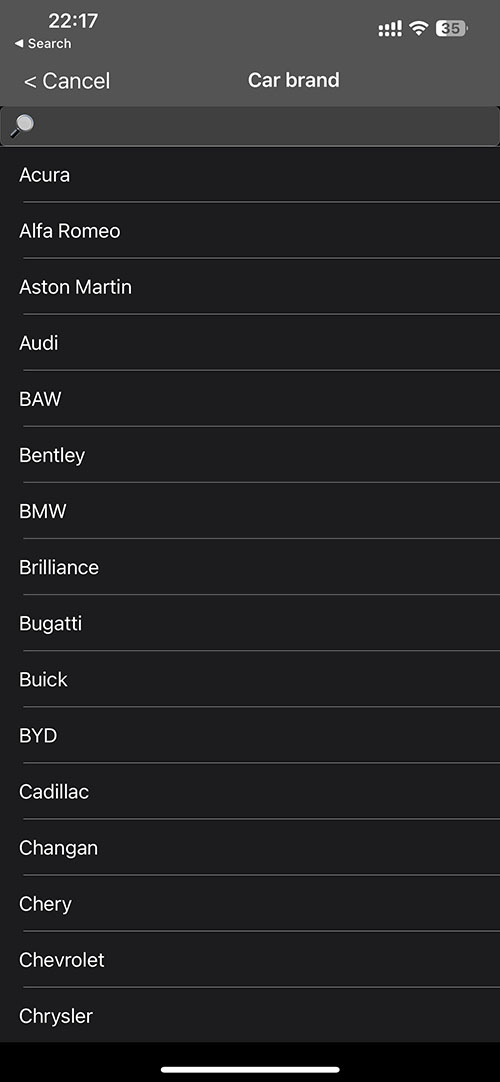 22:17
35
◀ Search
< Cancel
Car brand
Acura
Alfa Romeo
Aston Martin
Audi
BAW
Bentley
BMW
Brilliance
Bugatti
Buick
BYD
Cadillac
Changan
Chery
Chevrolet
Chrysler